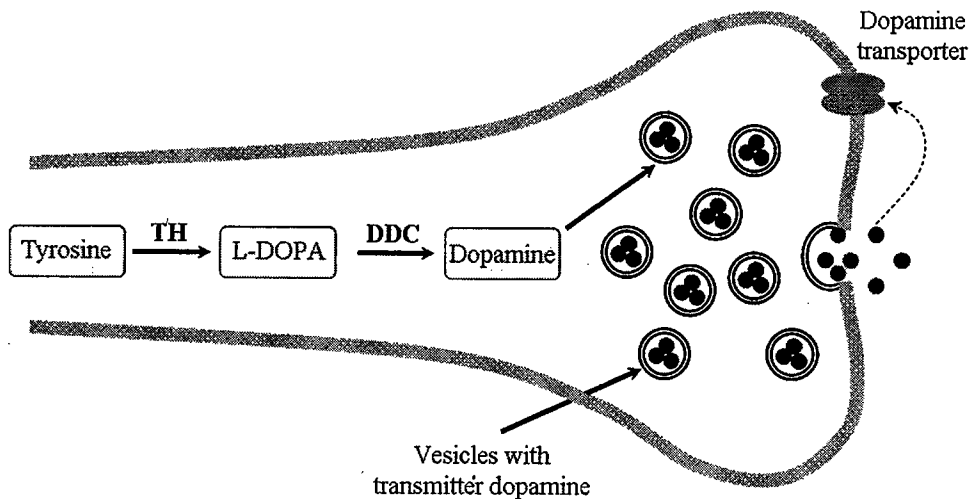 Dopamine
transporter
TH
DDC
Tyrosine
L-DOPA
Dopamine
Vesicles with
transmitter dopamine